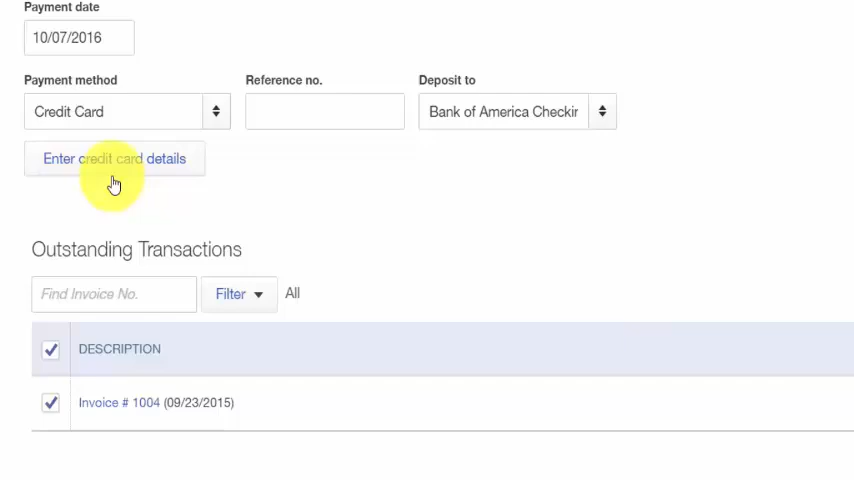 Payment date
10/07/2016
Payment method Reference no. Deposit to
Credit Card Bank of America Checkin
Enter credit card details
Outstanding Transactions
Find Invoice No. Filter All
DESCRIPTION
Invoice # 1004 (09/23/2015)